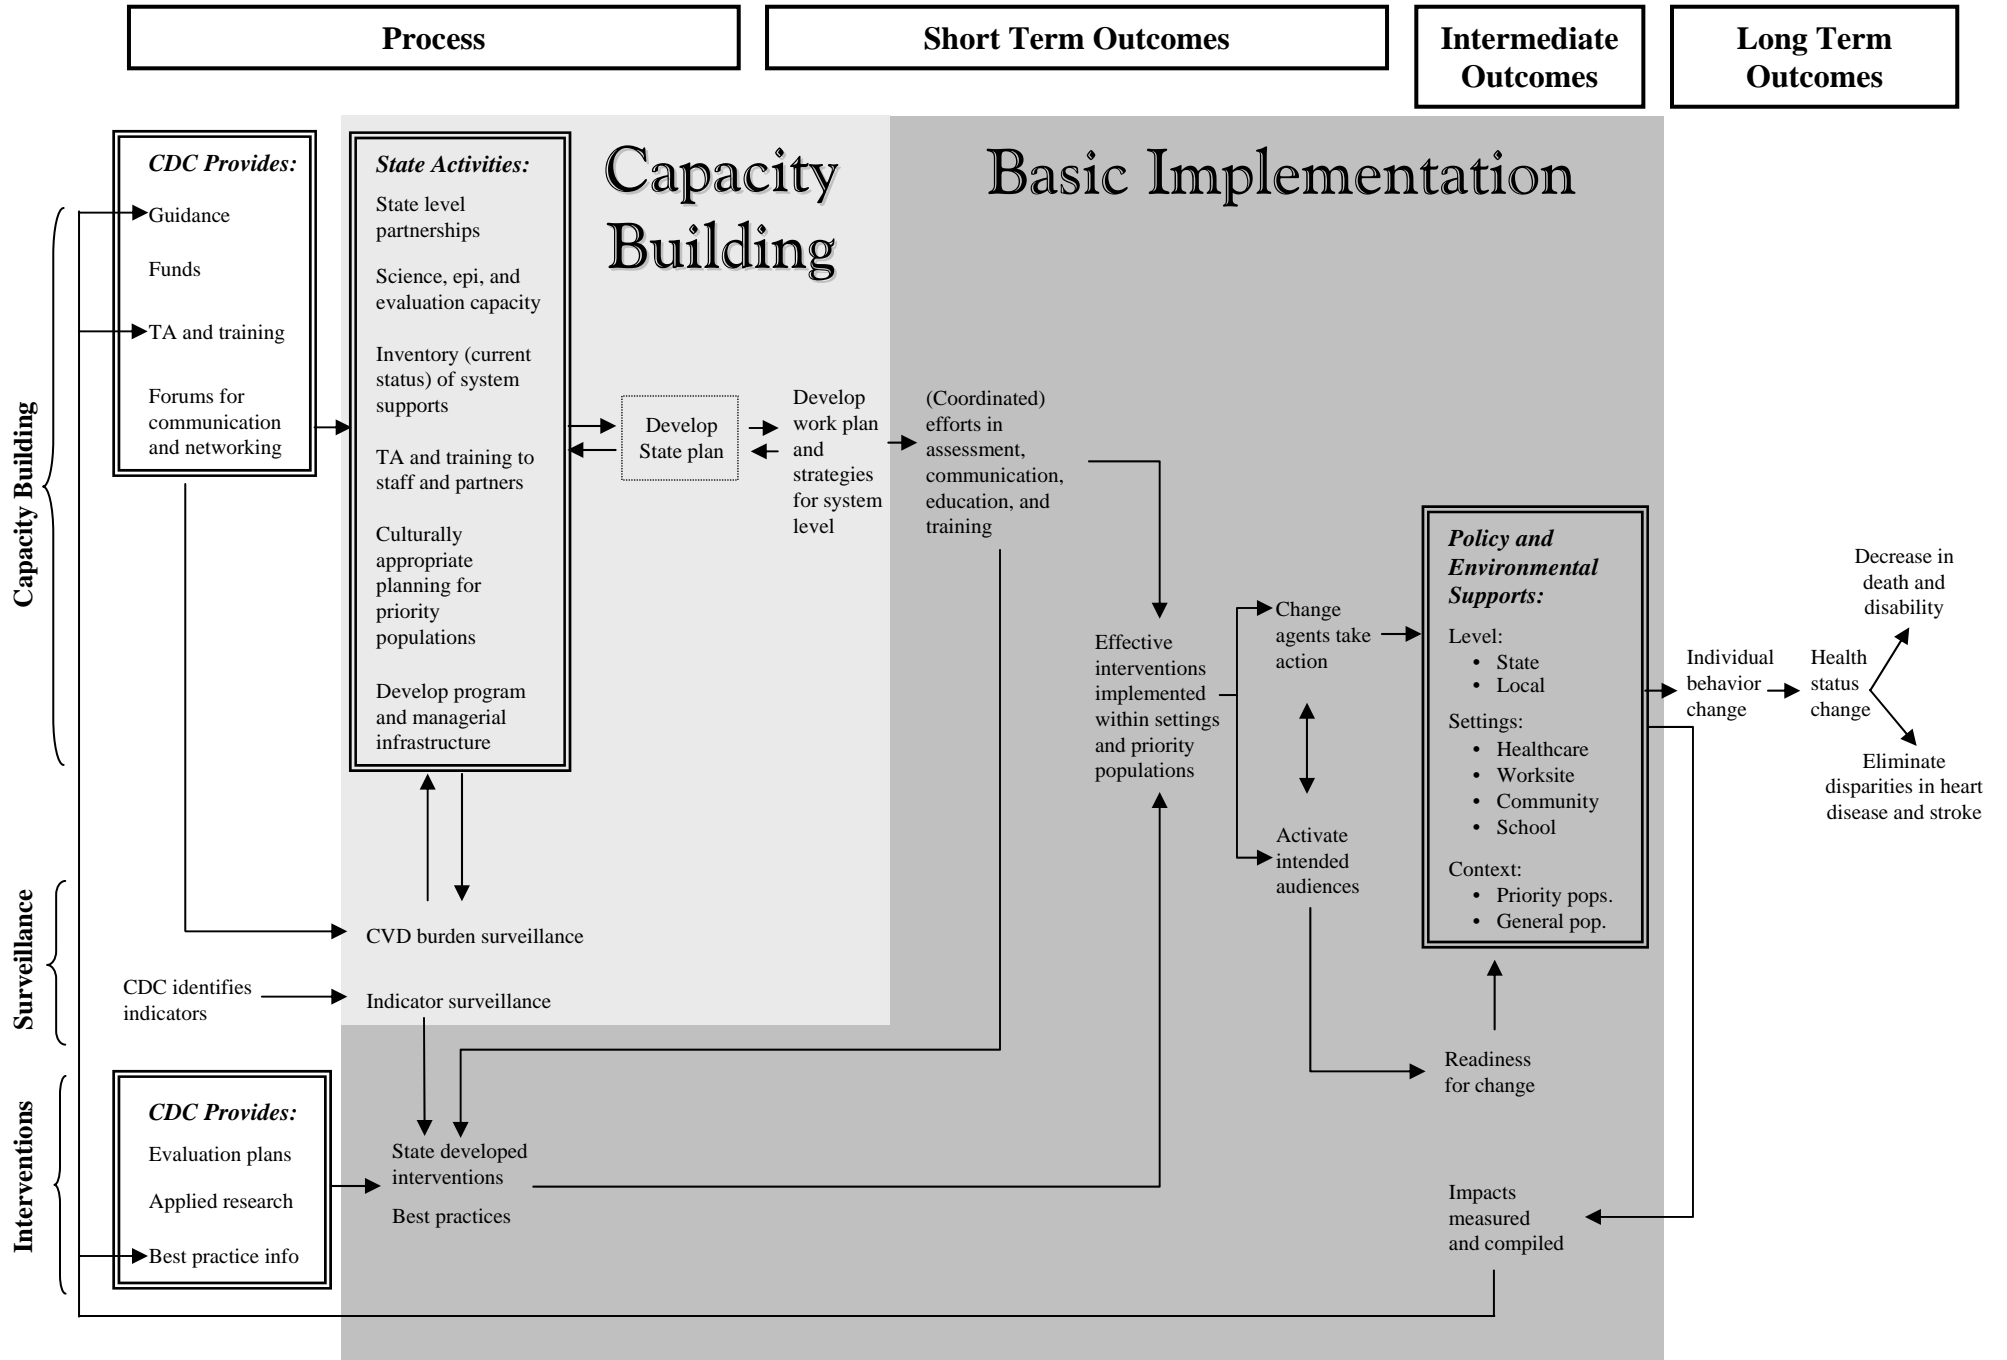 Process
Short Term Outcomes
Intermediate
Outcomes
Long Term
Outcomes
Capacity Building
Surveillance
Interventions
CDC Provides:
Guidance
Funds
TA and training
Forums for
communication
and networking
State Activities:
State level
partnerships
Science, epi, and
evaluation capacity
Inventory (current
status) of system
supports
TA and training to
staff and partners
Culturally
appropriate
planning for
priority
populations
Develop program
and managerial
infrastructure
Capacity
Building
Basic Implementation
Develop
State plan
Develop
work plan
and
strategies
for system
level
(Coordinated)
efforts in
assessment,
communication,
education, and
training
Effective
interventions
implemented
within settings
and priority
populations
Change
agents take
action
Activate
intended
audiences
Policy and
Environmental
Supports:
Level:
• State
• Local
Settings:
• Healthcare
• Worksite
• Community
• School
Context:
• Priority pops.
• General pop.
Individual
behavior
change
Health
status
change
Decrease in
death and
disability
Eliminate
disparities in heart
disease and stroke
CVD burden surveillance
CDC identifies
indicators
Indicator surveillance
Readiness
for change
CDC Provides:
Evaluation plans
Applied research
Best practice info
State developed
interventions
Best practices
Impacts
measured
and compiled